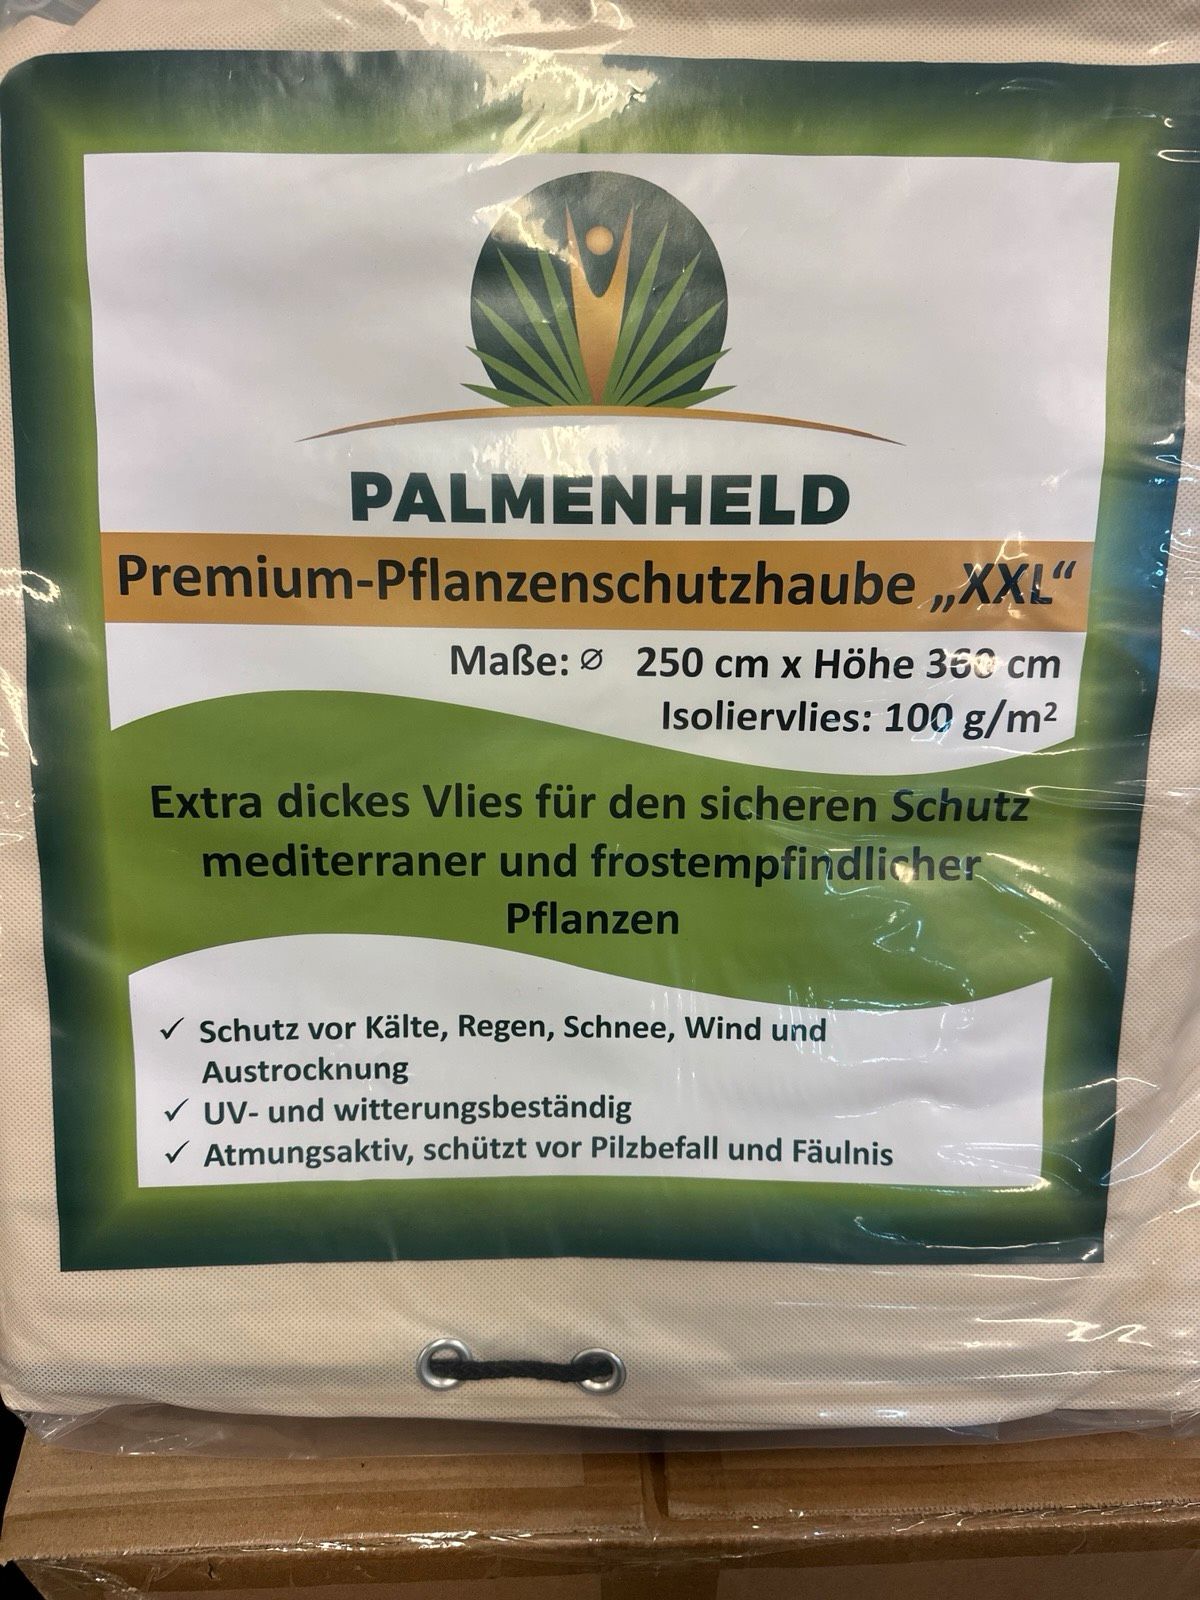 PALMENHELD
Premium-Pflanzenschutzhaube „XXL“
Maße: ⌀ 250 cm x Höhe 360 cm
Isoliervlies: 100 g/m²
Extra dickes Vlies für den sicheren Schutz
mediterraner und frostempfindlicher
Pflanzen
✓ Schutz vor Kälte, Regen, Schnee, Wind und
Austrocknung
✓ UV- und witterungsbeständig
✓ Atmungsaktiv, schützt vor Pilzbefall und Fäulnis